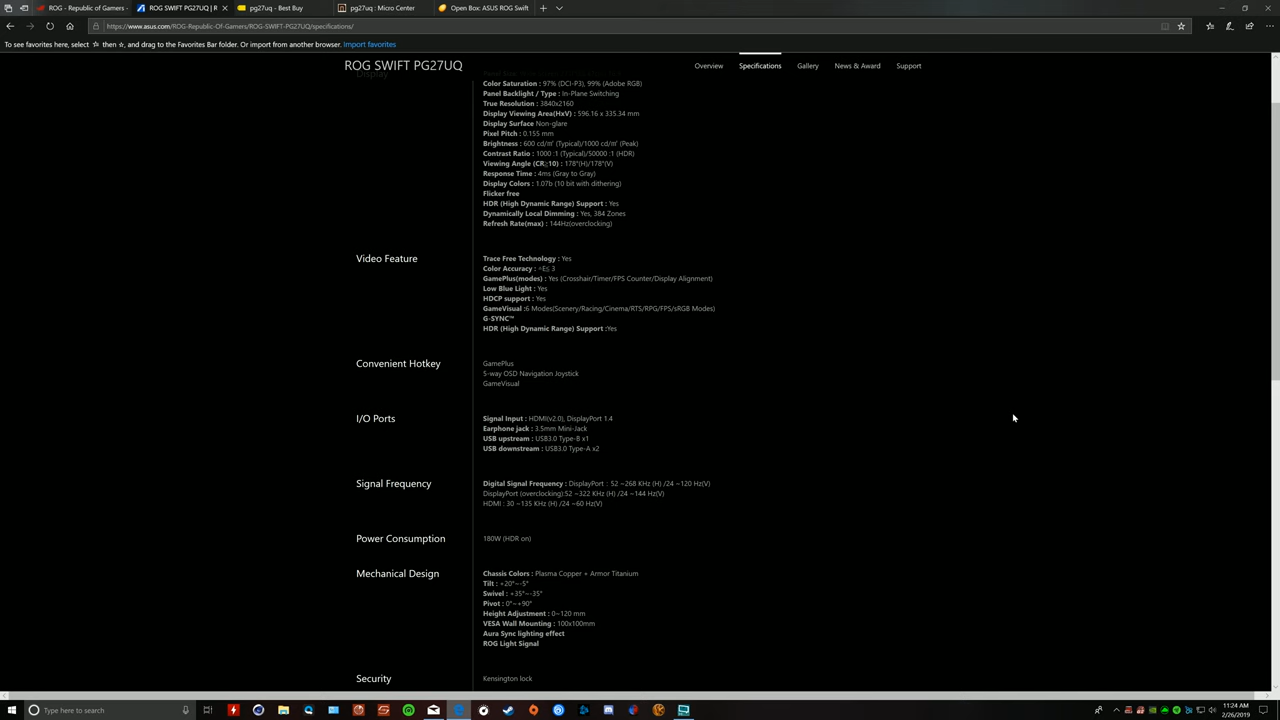 ROG - Republic of Gamers
ROG SWIFT PG27UQ | R
pg27uq - Best Buy
pg27uq : Micro Center
Open Box: ASUS ROG Swift
https://www.asus.com/ROG-Republic-Of-Gamers/ROG-SWIFT-PG27UQ/specifications/
To see favorites here, select ☆ then ☆, and drag to the Favorites Bar folder. Or import from another browser. Import favorites
ROG SWIFT PG27UQ
Overview
Specifications
Gallery
News & Award
Support
Display
Color Saturation : 97% (DCI-P3), 99% (Adobe RGB)
Panel Backlight / Type : In-Plane Switching
True Resolution : 3840x2160
Display Viewing Area(HxV) : 596.16 x 335.34 mm
Display Surface Non-glare
Pixel Pitch : 0.155 mm
Brightness : 600 cd/㎡ (Typical)/1000 cd/㎡ (Peak)
Contrast Ratio : 1000 :1 (Typical)/50000 :1 (HDR)
Viewing Angle (CR≧10) : 178°(H)/178°(V)
Response Time : 4ms (Gray to Gray)
Display Colors : 1.07b (10 bit with dithering)
Flicker free
HDR (High Dynamic Range) Support : Yes
Dynamically Local Dimming : Yes, 384 Zones
Refresh Rate(max) : 144Hz(overclocking)
Video Feature
Trace Free Technology : Yes
Color Accuracy : =E≤ 3
GamePlus(modes) : Yes (Crosshair/Timer/FPS Counter/Display Alignment)
Low Blue Light : Yes
HDCP support : Yes
GameVisual :6 Modes(Scenery/Racing/Cinema/RTS/RPG/FPS/sRGB Modes)
G-SYNC™
HDR (High Dynamic Range) Support :Yes
Convenient Hotkey
GamePlus
5-way OSD Navigation Joystick
GameVisual
I/O Ports
Signal Input : HDMI(v2.0), DisplayPort 1.4
Earphone jack : 3.5mm Mini-Jack
USB upstream : USB3.0 Type-B x1
USB downstream : USB3.0 Type-A x2
Signal Frequency
Digital Signal Frequency : DisplayPort : 52 ~268 KHz (H) /24 ~120 Hz(V)
DisplayPort (overclocking):52 ~322 KHz (H) /24 ~144 Hz(V)
HDMI : 30 ~135 KHz (H) /24 ~60 Hz(V)
Power Consumption
180W (HDR on)
Mechanical Design
Chassis Colors : Plasma Copper + Armor Titanium
Tilt : +20°~-5°
Swivel : +35°~-35°
Pivot : 0°~+90°
Height Adjustment : 0~120 mm
VESA Wall Mounting : 100x100mm
Aura Sync lighting effect
ROG Light Signal
Security
Kensington lock
Type here to search
11:24 AM
2/26/2019